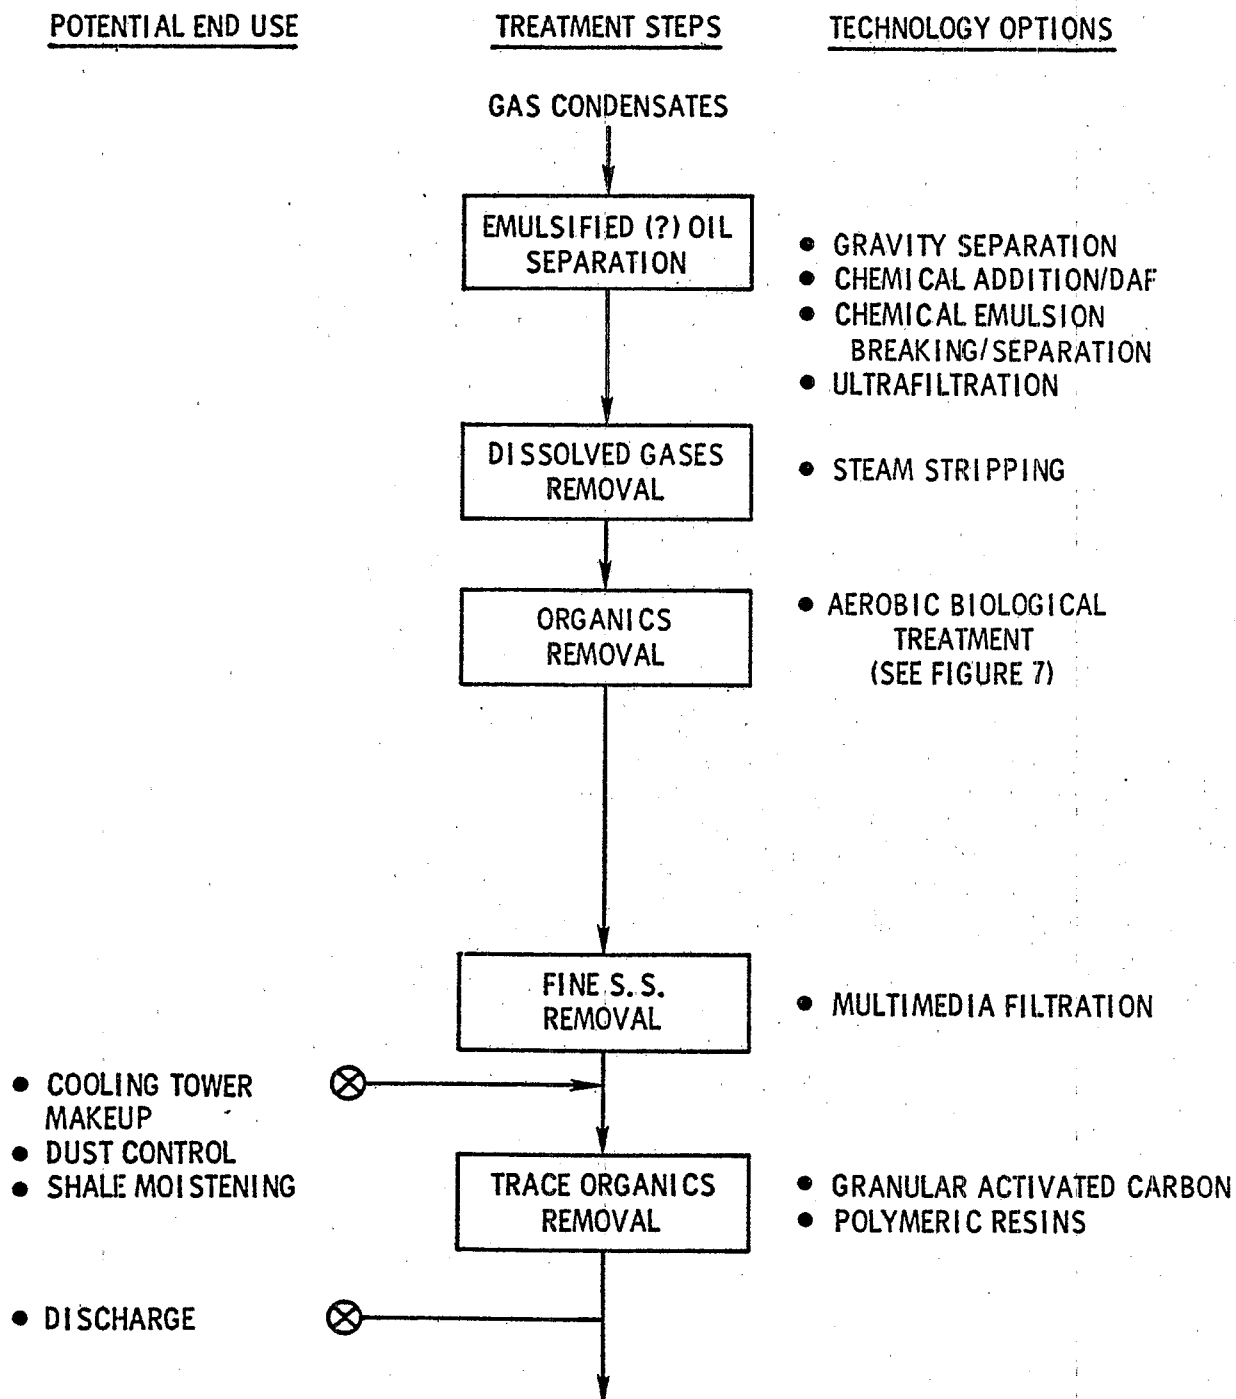 POTENTIAL END USE
TREATMENT STEPS
TECHNOLOGY OPTIONS
GAS CONDENSATES
EMULSIFIED (?) OIL
SEPARATION
• GRAVITY SEPARATION
• CHEMICAL ADDITION/DAF
• CHEMICAL EMULSION
BREAKING/SEPARATION
• ULTRAFILTRATION
DISSOLVED GASES
REMOVAL
• STEAM STRIPPING
ORGANICS
REMOVAL
• AEROBIC BIOLOGICAL
TREATMENT
(SEE FIGURE 7)
FINE S. S.
REMOVAL
• MULTIMEDIA FILTRATION
• COOLING TOWER
MAKEUP
• DUST CONTROL
• SHALE MOISTENING
TRACE ORGANICS
REMOVAL
• GRANULAR ACTIVATED CARBON
• POLYMERIC RESINS
• DISCHARGE